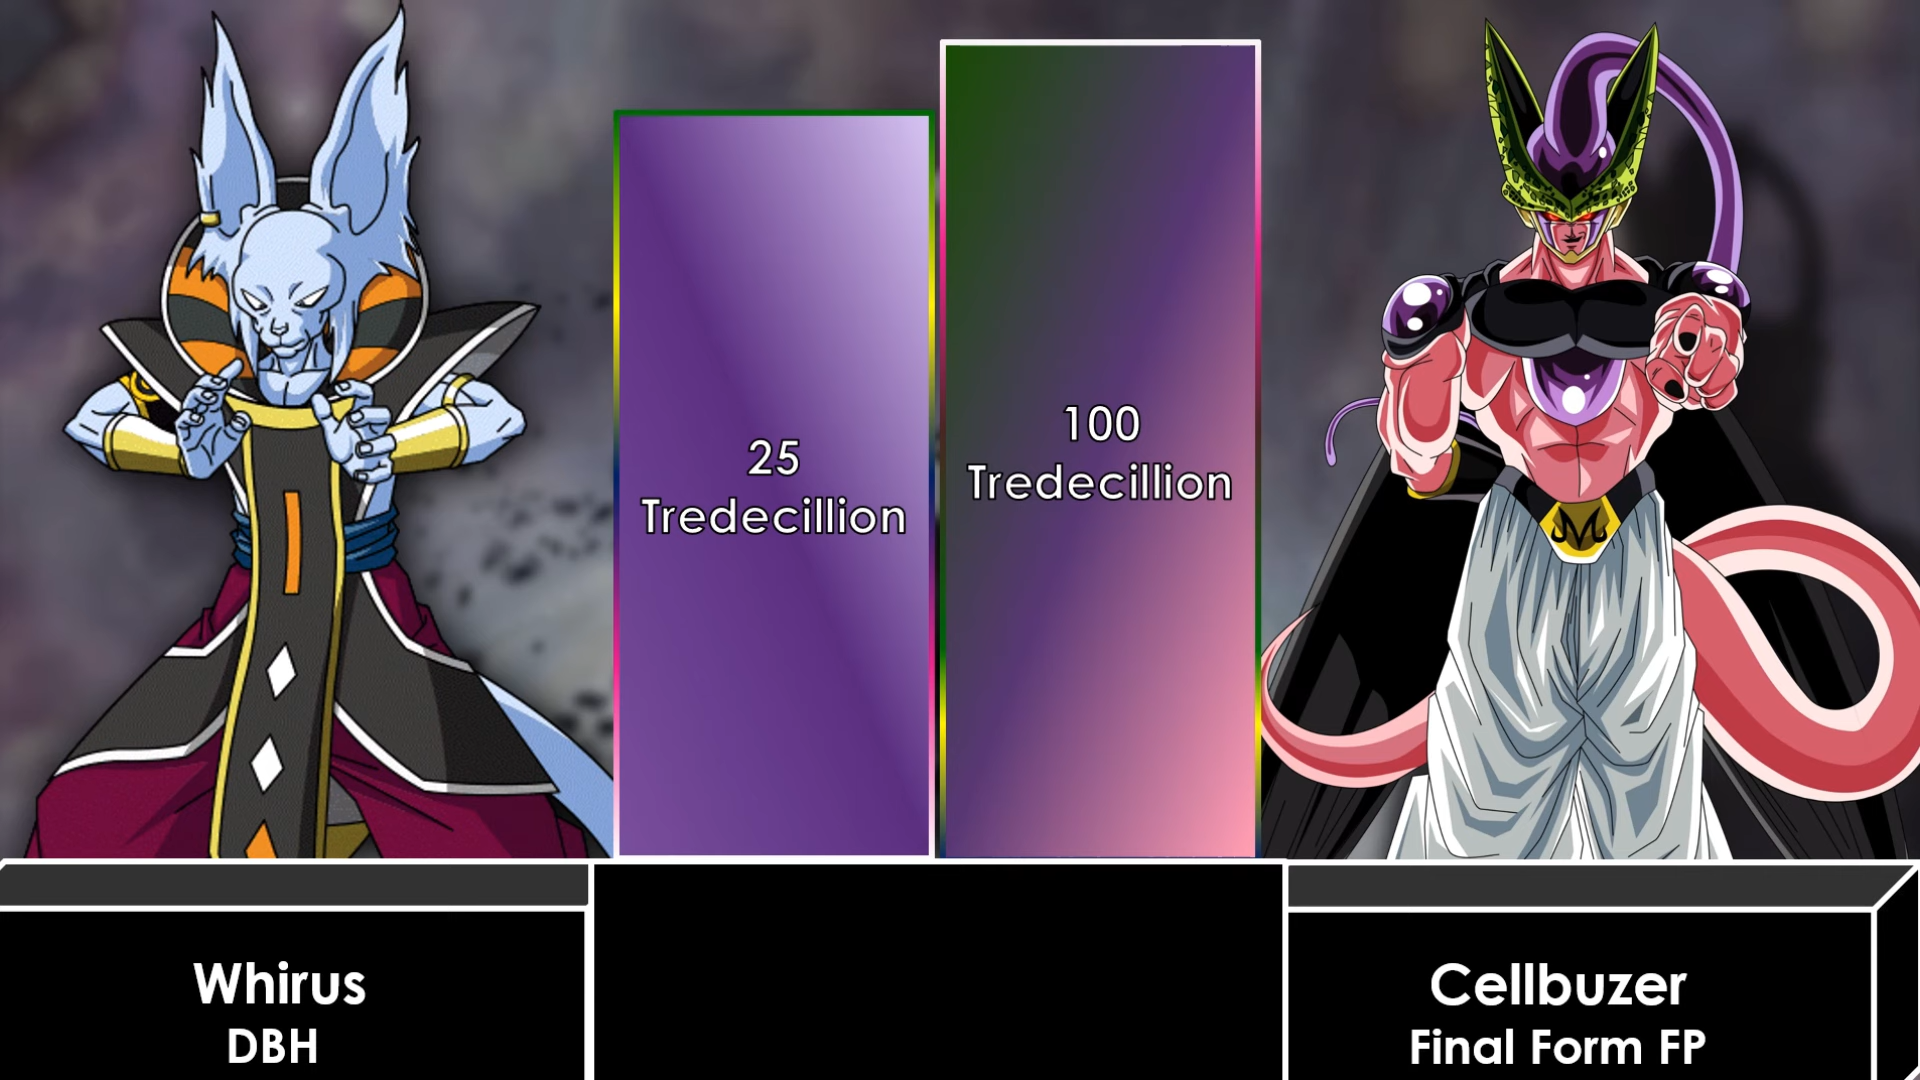 25
Tredecillion
100
Tredecillion
M
Whirus
DBH
Cellbuzer
Final Form FP